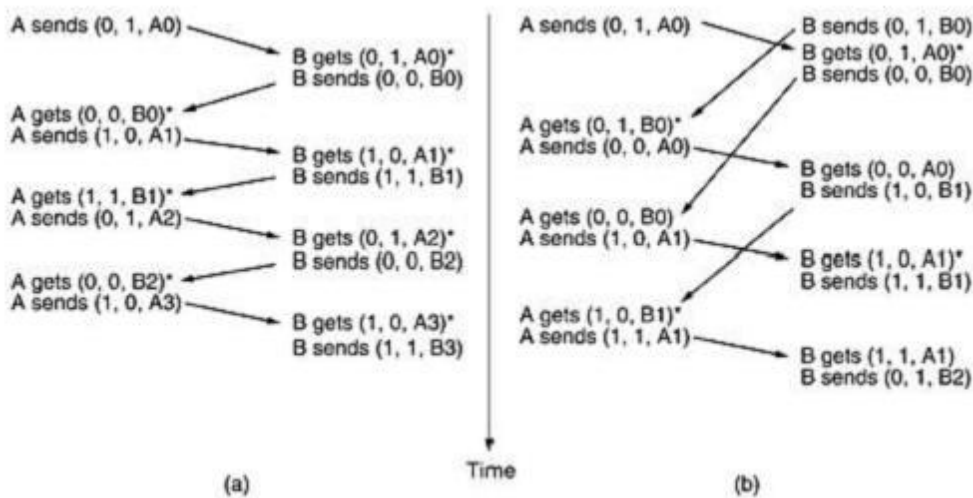 A sends (0, 1, A0)
B gets (0, 1, A0)*
B sends (0, 0, B0)
A gets (0, 0, B0)*
A sends (1, 0, A1)
B gets (1, 0, A1)*
B sends (1, 1, B1)
A gets (1, 1, B1)*
A sends (0, 1, A2)
B gets (0, 1, A2)*
B sends (0, 0, B2)
A gets (0, 0, B2)*
A sends (1, 0, A3)
B gets (1, 0, A3)*
B sends (1, 1, B3)
(a)
Time
A sends (0, 1, A0)
B sends (0, 1, B0)
B gets (0, 1, A0)*
B sends (0, 0, B0)
A gets (0, 1, B0)*
A sends (0, 0, A0)
B gets (0, 0, A0)
B sends (1, 0, B1)
A gets (0, 0, B0)
A sends (1, 0, A1)
B gets (1, 0, A1)*
B sends (1, 1, B1)
A gets (1, 0, B1)*
A sends (1, 1, A1)
B gets (1, 1, A1)
B sends (0, 1, B2)
(b)